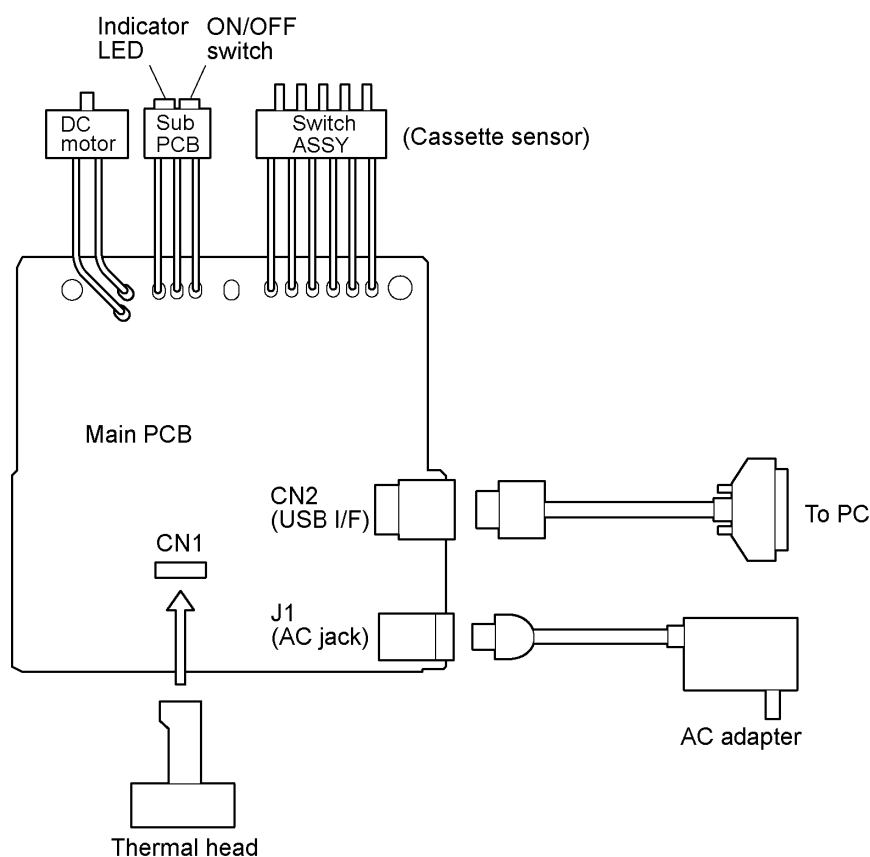 Indicator
LED
ON/OFF
switch
DC
motor
Sub
PCB
Switch
ASSY
(Cassette sensor)
Main PCB
CN2
(USB I/F)
To PC
CN1
J1
(AC jack)
AC adapter
Thermal head